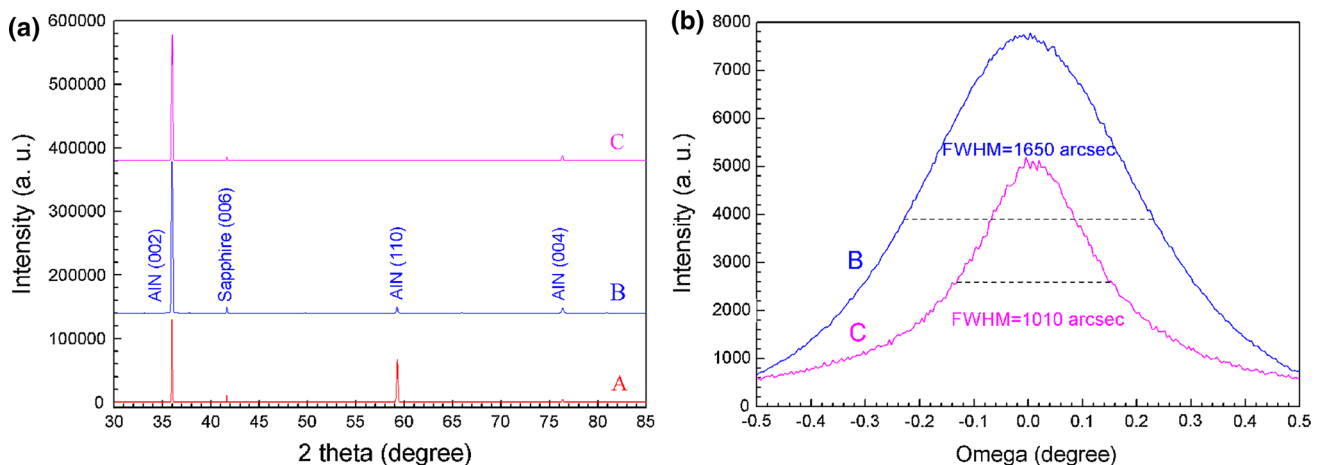 (a)
600000
500000
400000
300000
200000
100000
0
Intensity (a. u.)
C
B
A
AlN (002)
Sapphire (006)
AlN (110)
AlN (004)
30 35 40 45 50 55 60 65 70 75 80 85
2 theta (degree)
(b)
8000
7000
6000
5000
4000
3000
2000
1000
0
Intensity (a. u.)
FWHM=1650 arcsec
B
C
FWHM=1010 arcsec
-0.5 -0.4 -0.3 -0.2 -0.1 0.0 0.1 0.2 0.3 0.4 0.5
Omega (degree)